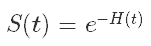 S(t) = e^{-H(t)}